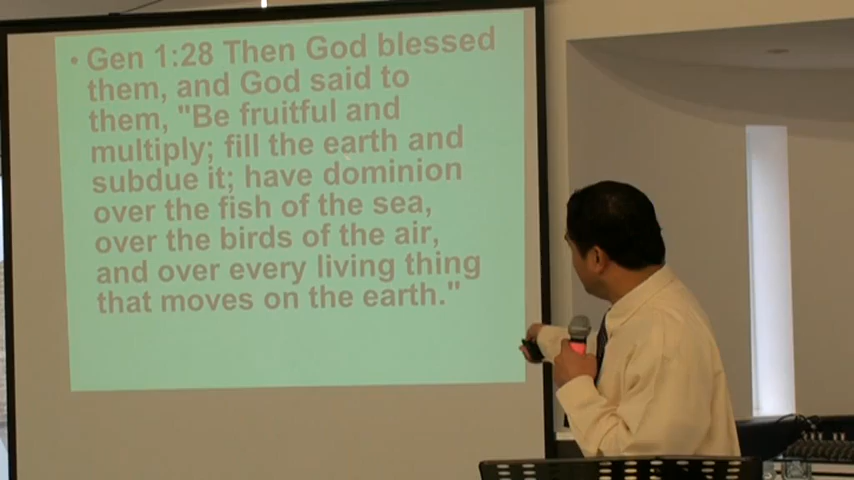 • Gen 1:28 Then God blessed
them, and God said to
them, "Be fruitful and
multiply; fill the earth and
subdue it; have dominion
over the fish of the sea,
over the birds of the air,
and over every living thing
that moves on the earth."